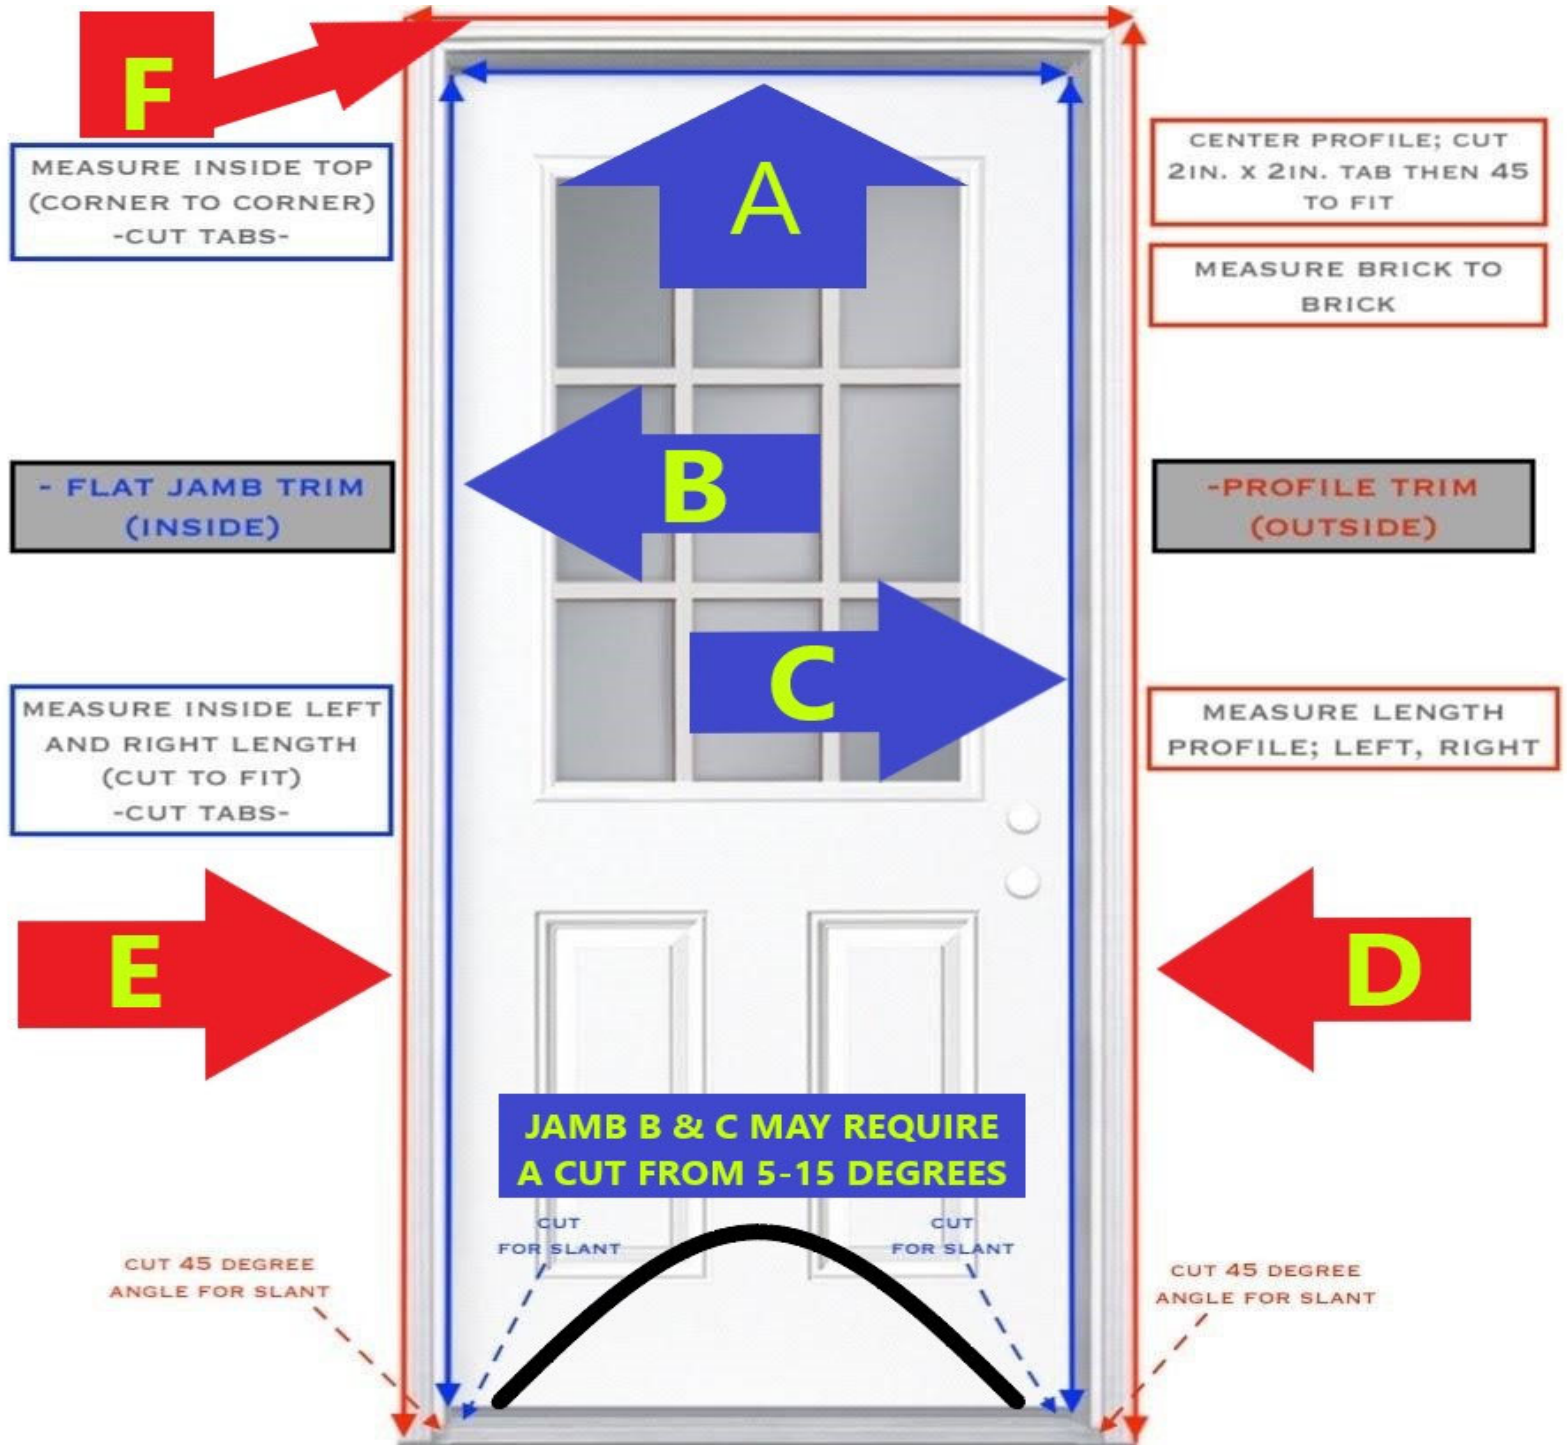 F
MEASURE INSIDE TOP
(CORNER TO CORNER)
-CUT TABS-
A
CENTER PROFILE; CUT
2IN. X 2IN. TAB THEN 45
TO FIT
MEASURE BRICK TO
BRICK
- FLAT JAMB TRIM
(INSIDE)
B
-PROFILE TRIM
(OUTSIDE)
C
MEASURE INSIDE LEFT
AND RIGHT LENGTH
(CUT TO FIT)
-CUT TABS-
MEASURE LENGTH
PROFILE; LEFT, RIGHT
E
D
JAMB B & C MAY REQUIRE
A CUT FROM 5-15 DEGREES
CUT
FOR SLANT
CUT
FOR SLANT
CUT 45 DEGREE
ANGLE FOR SLANT
CUT 45 DEGREE
ANGLE FOR SLANT